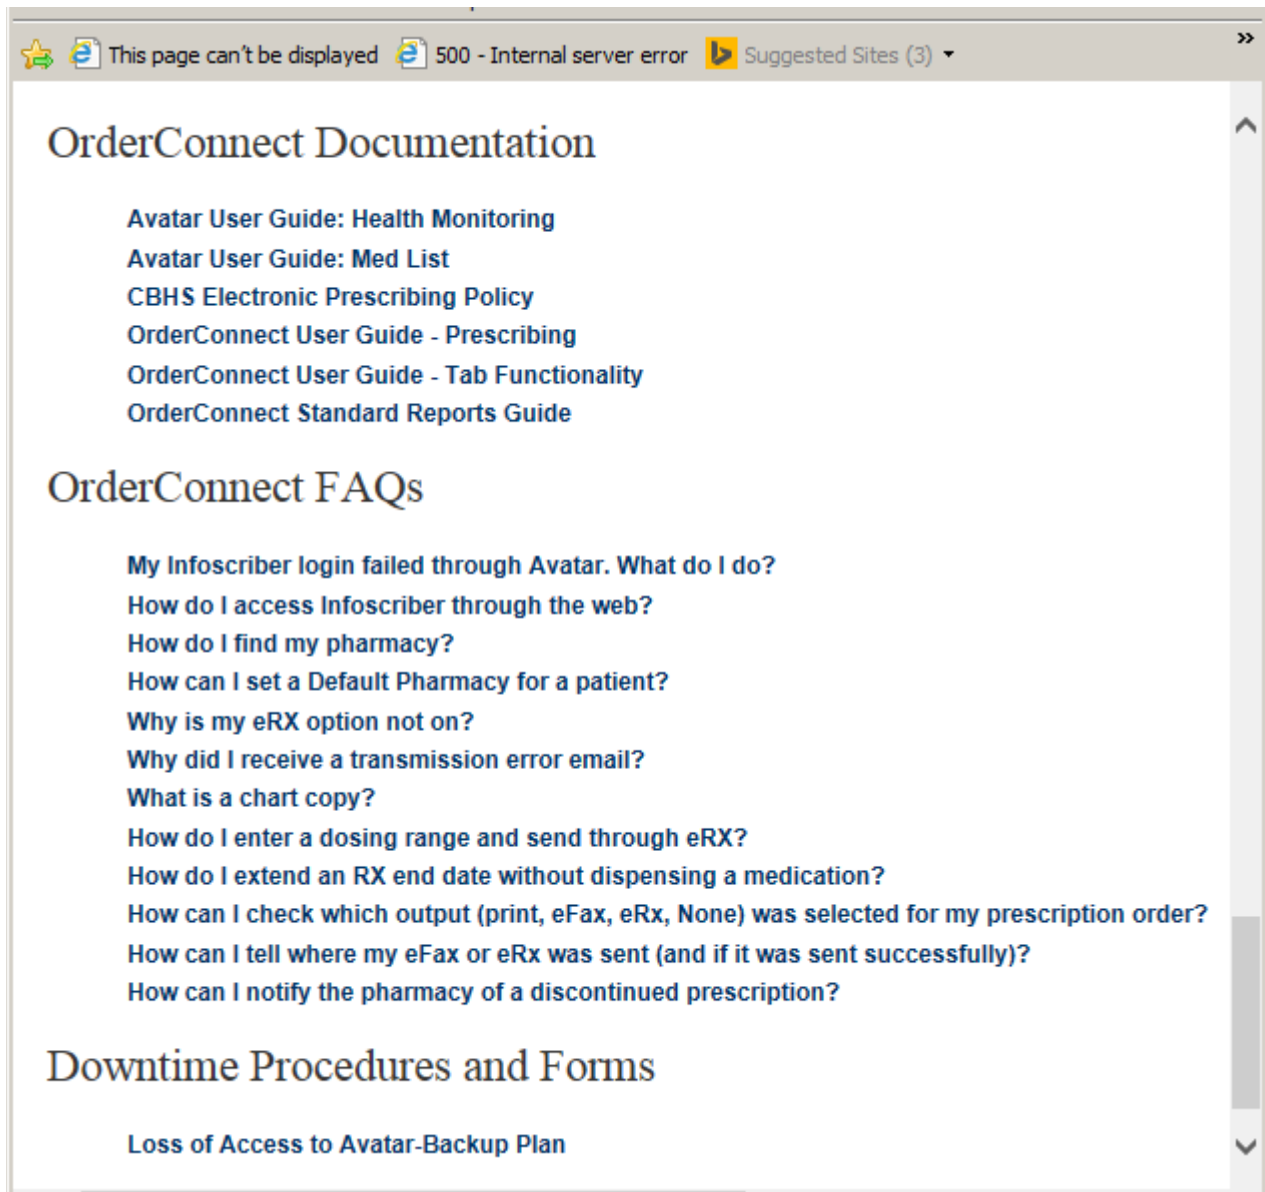 This page can't be displayed 500 - Internal server error Suggested Sites (3)
OrderConnect Documentation
Avatar User Guide: Health Monitoring
Avatar User Guide: Med List
CBHS Electronic Prescribing Policy
OrderConnect User Guide - Prescribing
OrderConnect User Guide - Tab Functionality
OrderConnect Standard Reports Guide
OrderConnect FAQs
My Infoscriber login failed through Avatar. What do I do?
How do I access Infoscriber through the web?
How do I find my pharmacy?
How can I set a Default Pharmacy for a patient?
Why is my eRX option not on?
Why did I receive a transmission error email?
What is a chart copy?
How do I enter a dosing range and send through eRX?
How do I extend an RX end date without dispensing a medication?
How can I check which output (print, eFax, eRx, None) was selected for my prescription order?
How can I tell where my eFax or eRx was sent (and if it was sent successfully)?
How can I notify the pharmacy of a discontinued prescription?
Downtime Procedures and Forms
Loss of Access to Avatar-Backup Plan